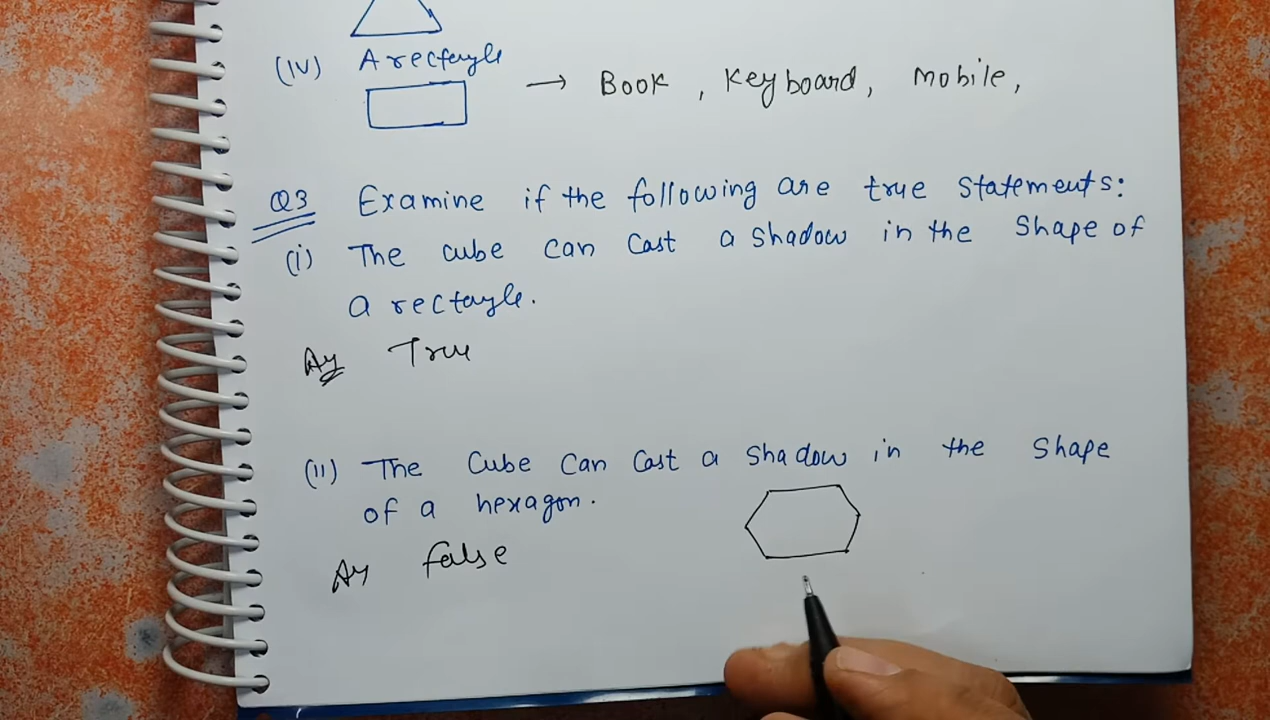 (IV) A rectangle
→ Book, Keyboard, Mobile,
Q3 Examine if the following are true statements:
(i) The cube can cast a shadow in the shape of
a rectangle.
Ans True
(ii) The Cube Can Cast a shadow in the shape
of a hexagon.
Ans false